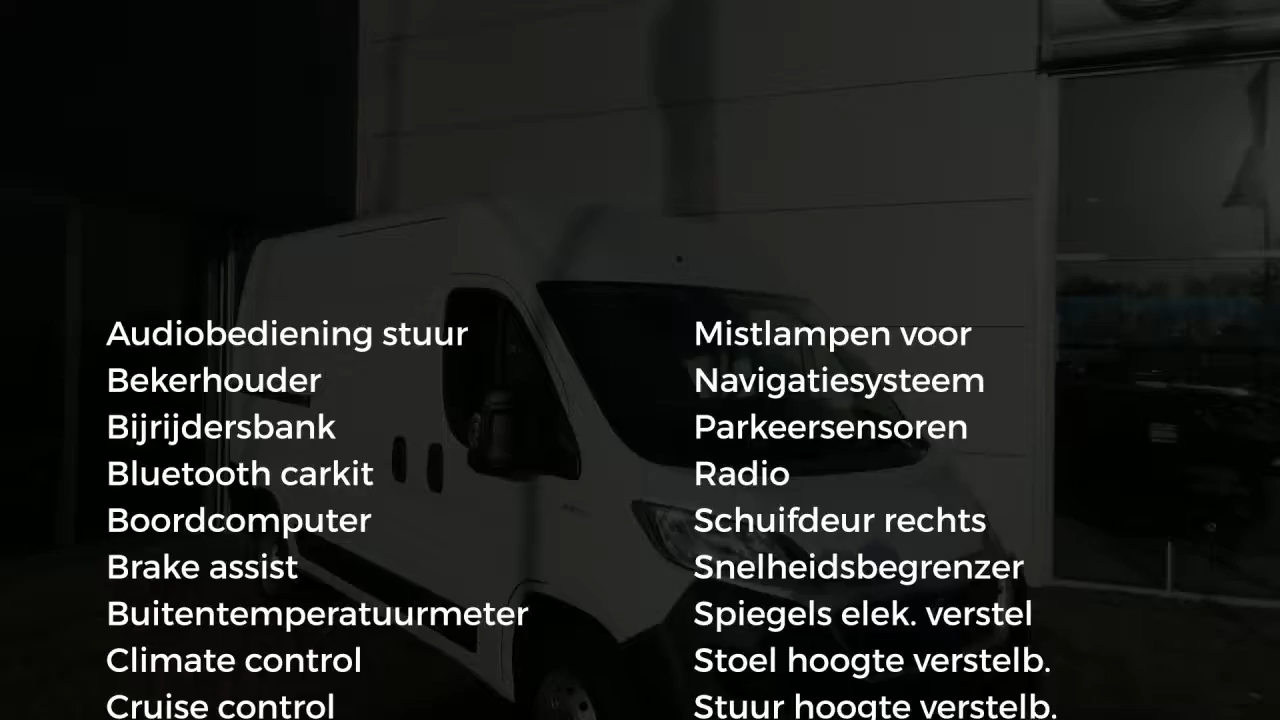 Audiobediening stuur
Bekerhouder
Bijrijdersbank
Bluetooth carkit
Boordcomputer
Brake assist
Buitentemperatuurmeter
Climate control
Cruise control
Mistlampen voor
Navigatiesysteem
Parkeersensoren
Radio
Schuifdeur rechts
Snelheidsbegrenzer
Spiegels elek. verstel
Stoel hoogte verstelb.
Stuur hoogte verstelb.